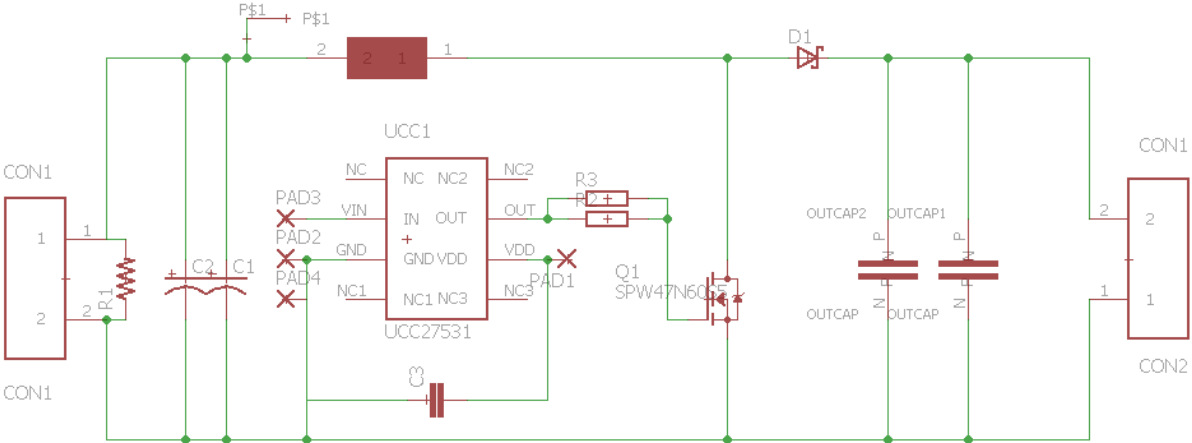 P$1
P$1
2
2 1
1
D1
UCC1
CON1
CON1
NC
NC NC2
NC2
R3
R2
PAD3
VIN
IN OUT
OUT
OUTCAP2
OUTCAP1
P
P
2
2
1
1
PAD2
GND
GND VDD
VDD
PAD4
PAD1
C2
C1
R1
Q1
SPW47N60C5
NC1
NC1 NC3
NC3
N
N
1
1
2
2
OUTCAP
OUTCAP
UCC27531
CON1
CON2
C3